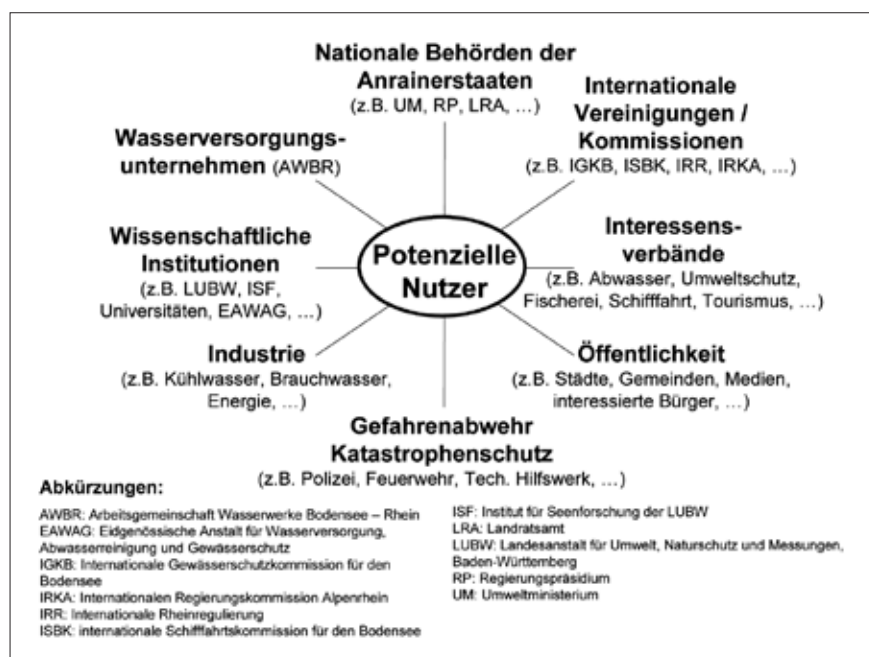 Nationale Behörden der
Anrainerstaaten
(z.B. UM, RP, LRA, …)
Internationale
Vereinigungen /
Kommissionen
(z.B. IGKB, ISBK, IRR, IRKA, …)
Wasserversorgungs-
unternehmen (AWBR)
Wissenschaftliche
Institutionen
(z.B. LUBW, ISF,
Universitäten, EAWAG, …)
Potenzielle
Nutzer
Interessens-
verbände
(z.B. Abwasser, Umweltschutz,
Fischerei, Schifffahrt, Tourismus, …)
Industrie
(z.B. Kühlwasser, Brauchwasser,
Energie, …)
Öffentlichkeit
(z.B. Städte, Gemeinden, Medien,
interessierte Bürger, …)
Gefahrenabwehr
Katastrophenschutz
(z.B. Polizei, Feuerwehr, Tech. Hilfswerk, …)
Abkürzungen:
AWBR: Arbeitsgemeinschaft Wasserwerke Bodensee – Rhein
EAWAG: Eidgenössische Anstalt für Wasserversorgung,
Abwasserreinigung und Gewässerschutz
IGKB: Internationale Gewässerschutzkommission für den
Bodensee
IRKA: Internationalen Regierungskommission Alpenrhein
IRR: Internationale Rheinregulierung
ISBK: internationale Schifffahrtskommission für den Bodensee
ISF: Institut für Seenforschung der LUBW
LRA: Landratsamt
LUBW: Landesanstalt für Umwelt, Naturschutz und Messungen,
Baden-Württemberg
RP: Regierungspräsidium
UM: Umweltministerium